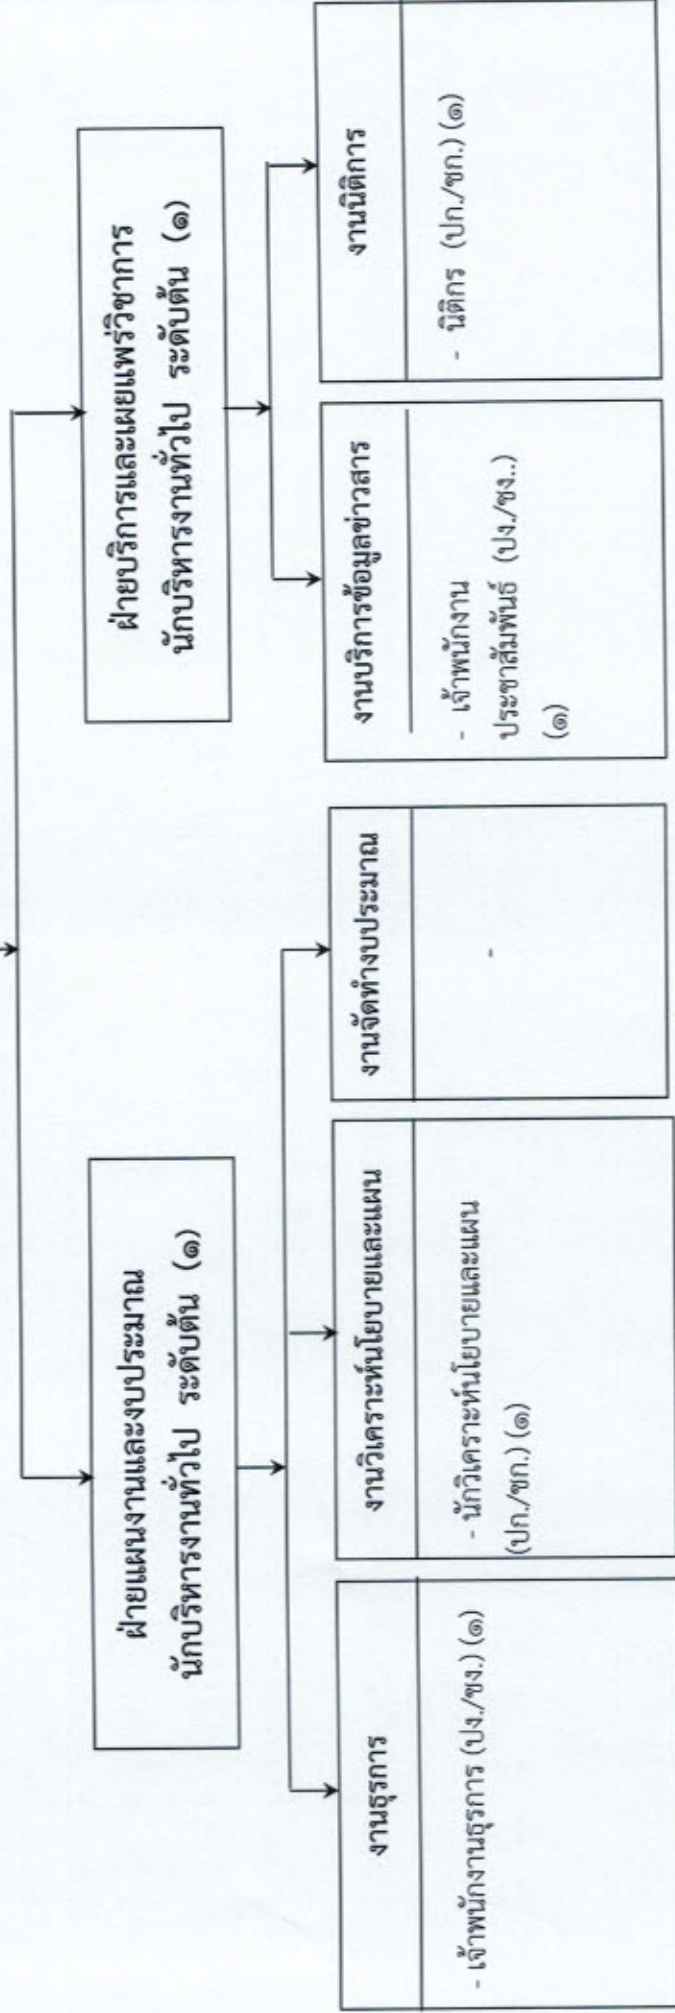 ฝ่ายแผนงานและงบประมาณ
นักบริหารงานทั่วไป ระดับต้น (๑)
ฝ่ายบริการและเผยแพร่วิชาการ
นักบริหารงานทั่วไป ระดับต้น (๑)
งานธุรการ
- เจ้าพนักงานธุรการ (ปง./ชง.) (๑)
งานวิเคราะห์นโยบายและแผน
- นักวิเคราะห์นโยบายและแผน
(ปก./ชก.) (๑)
งานจัดทำงบประมาณ
-
งานบริการข้อมูลข่าวสาร
- เจ้าพนักงาน
ประชาสัมพันธ์ (ปง./ชง..)
(๑)
งานนิติการ
- นิติกร (ปก./ชก.) (๑)